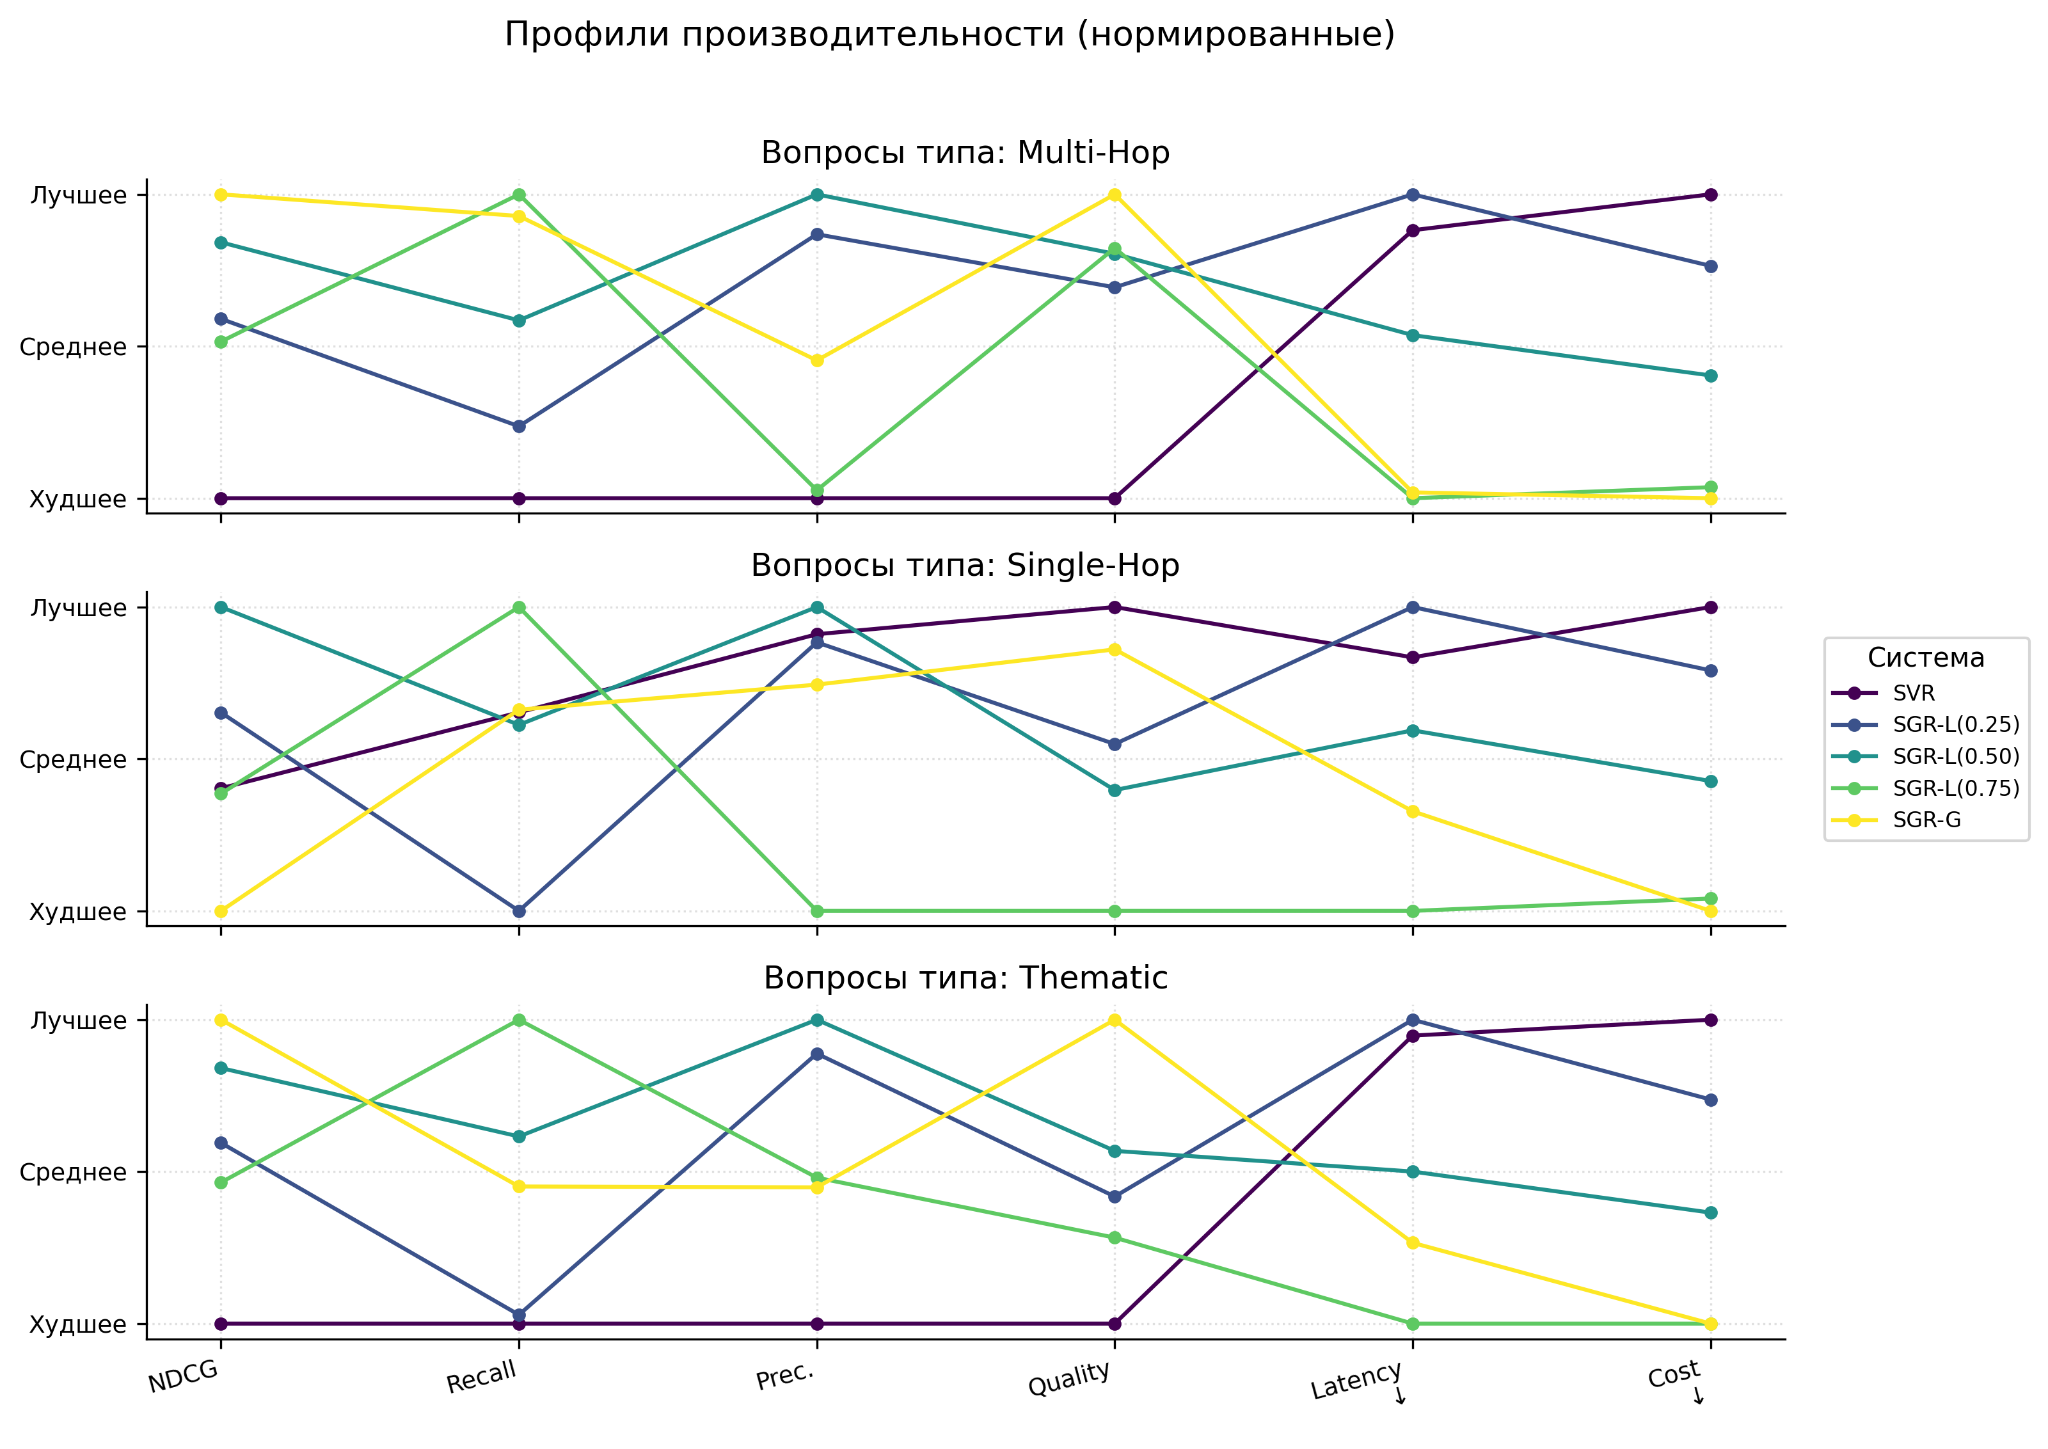 Профили производительности (нормированные)
Вопросы типа: Multi-Hop
Лучшее
Среднее
Худшее
Вопросы типа: Single-Hop
Лучшее
Среднее
Худшее
Система
SVR
SGR-L(0.25)
SGR-L(0.50)
SGR-L(0.75)
SGR-G
Вопросы типа: Thematic
Лучшее
Среднее
Худшее
NDCG
Recall
Prec.
Quality
Latency
↓
Cost
↓